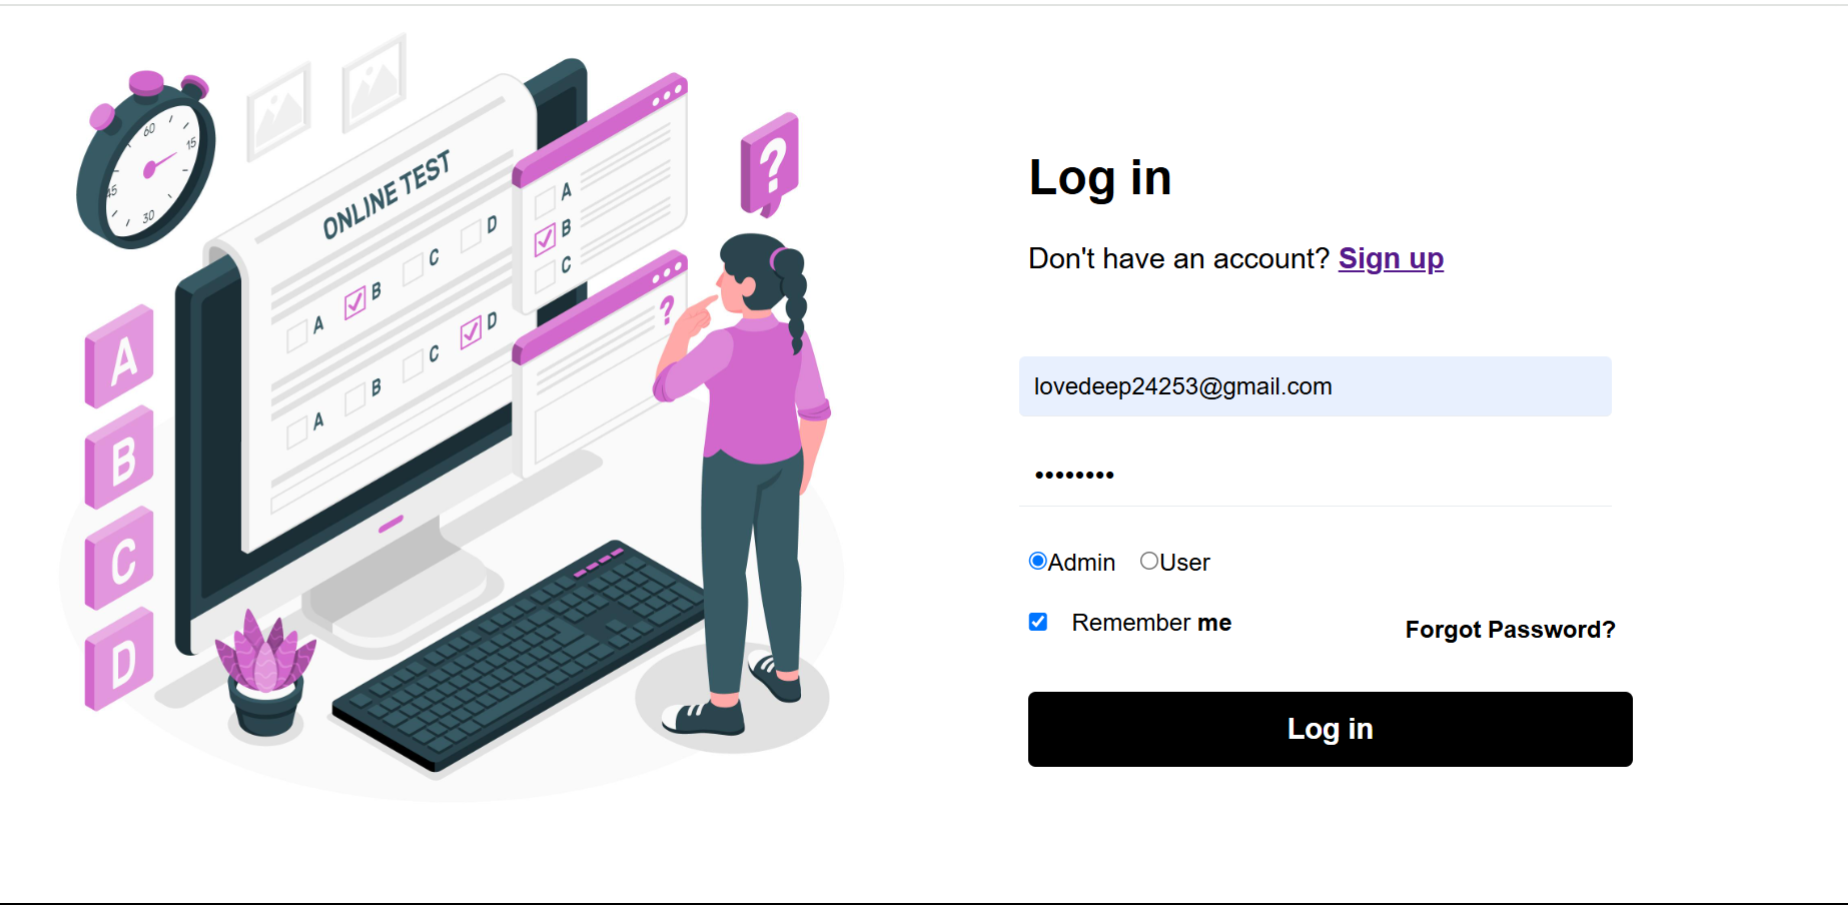 60
15
45
30
ONLINE TEST
A
B
C
D
A
B
C
D
A
B
C
?
?
A
B
C
D
Log in
Don't have an account? Sign up
lovedeep24253@gmail.com
••••••••
Admin User
Remember me
Forgot Password?
Log in